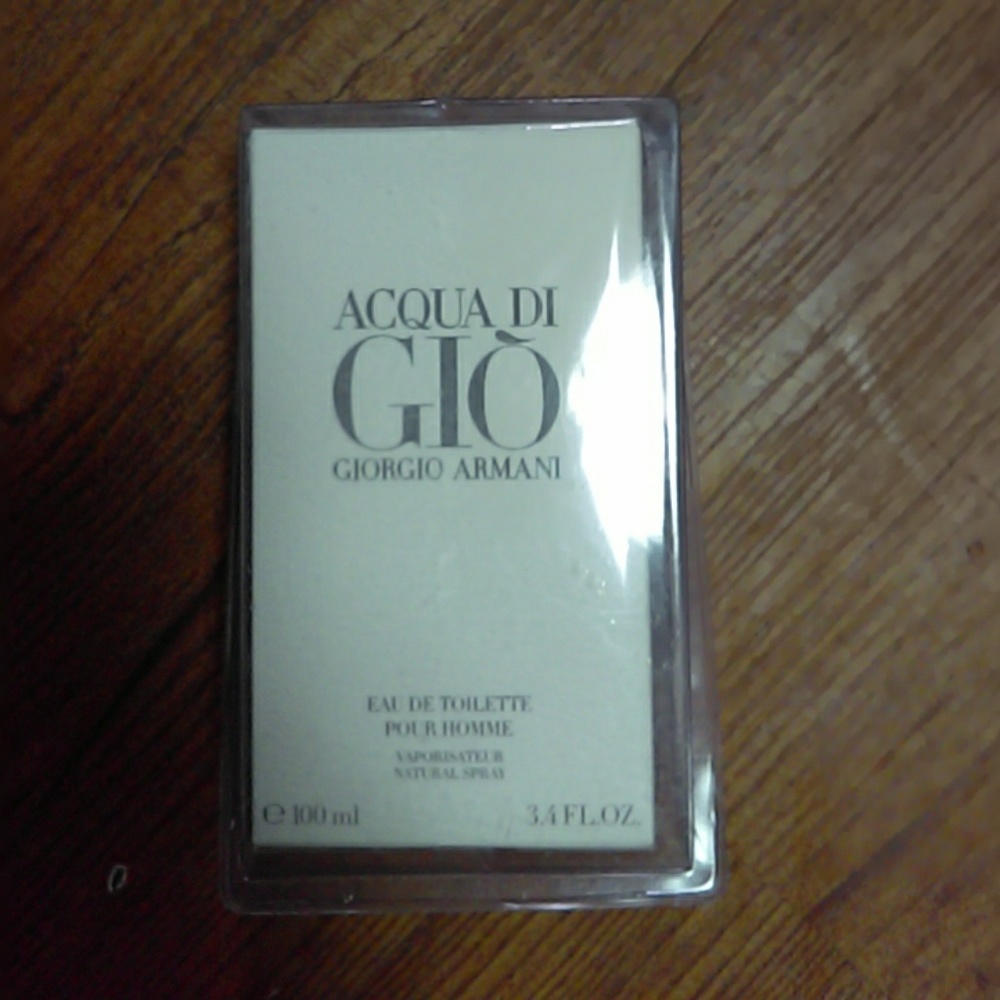 ACQUA DI
GIÒ
GIORGIO ARMANI
EAU DE TOILETTE
POUR HOMME
VAPORISATEUR
NATURAL SPRAY
℮ 100 ml 3.4 FL.OZ.